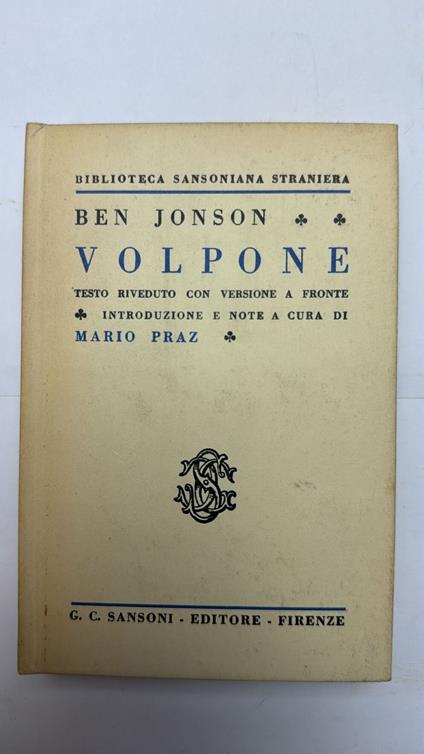 BIBLIOTECA SANSONIANA STRANIERA
BEN JONSON ♣ ♣
VOLPONE
TESTO RIVEDUTO CON VERSIONE A FRONTE
♣ INTRODUZIONE E NOTE A CURA DI
MARIO PRAZ ♣
G. C. SANSONI - EDITORE - FIRENZE